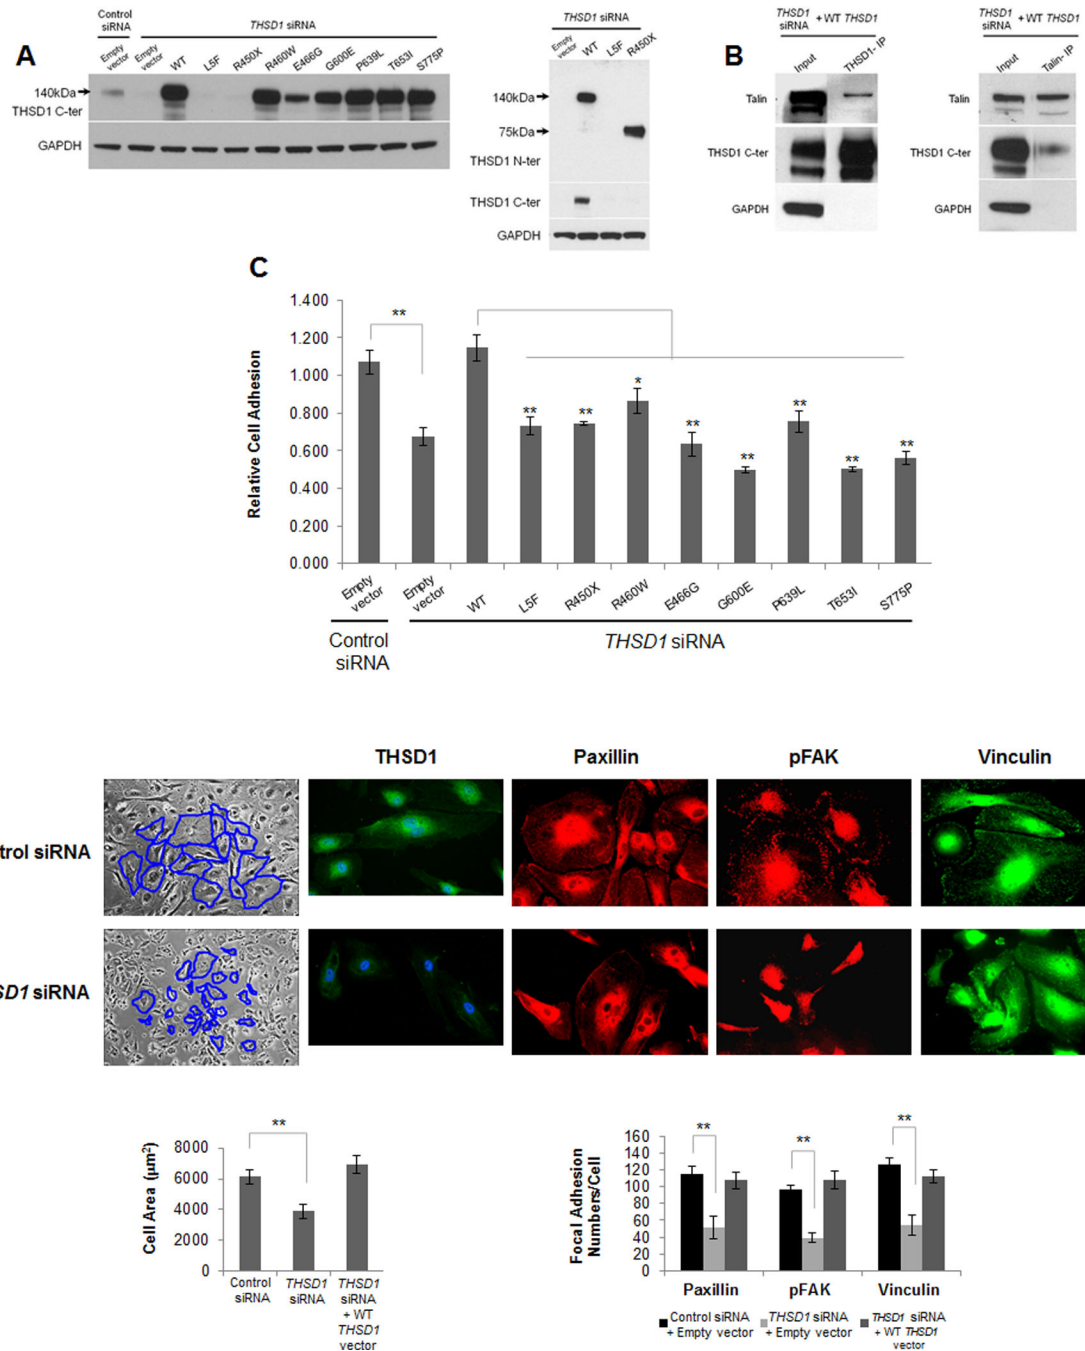 A
Control
siRNA
THSD1 siRNA
Empty
vector
Empty
vector
WT
L5F
R450X
R460W
E466G
G600E
P639L
T653I
S775P
140kDa
THSD1 C-ter
GAPDH
THSD1 siRNA
Empty
vector
WT
L5F
R450X
140kDa
75kDa
THSD1 N-ter
THSD1 C-ter
GAPDH
B
THSD1
siRNA + WT THSD1
Input
THSD1- IP
Talin
THSD1 C-ter
GAPDH
THSD1
siRNA + WT THSD1
Input
Talin- IP
Talin
THSD1 C-ter
GAPDH
C
Relative Cell Adhesion
1.400
1.200
1.000
0.800
0.600
0.400
0.200
0.000
**
**
**
*
**
**
**
**
**
Empty
vector
Empty
vector
WT
L5F
R450X
R460W
E466G
G600E
P639L
T653I
S775P
Control
siRNA
THSD1 siRNA
THSD1
Paxillin
pFAK
Vinculin
trol siRNA
SD1 siRNA
Cell Area (µm²)
8000
6000
4000
2000
0
**
Control
siRNA
THSD1
siRNA
THSD1
siRNA
+ WT
THSD1
vector
Focal Adhesion
Numbers/Cell
160
140
120
100
80
60
40
20
0
**
**
**
Paxillin
pFAK
Vinculin
Control siRNA
+ Empty vector
THSD1 siRNA
+ Empty vector
THSD1 siRNA
+ WT THSD1
vector